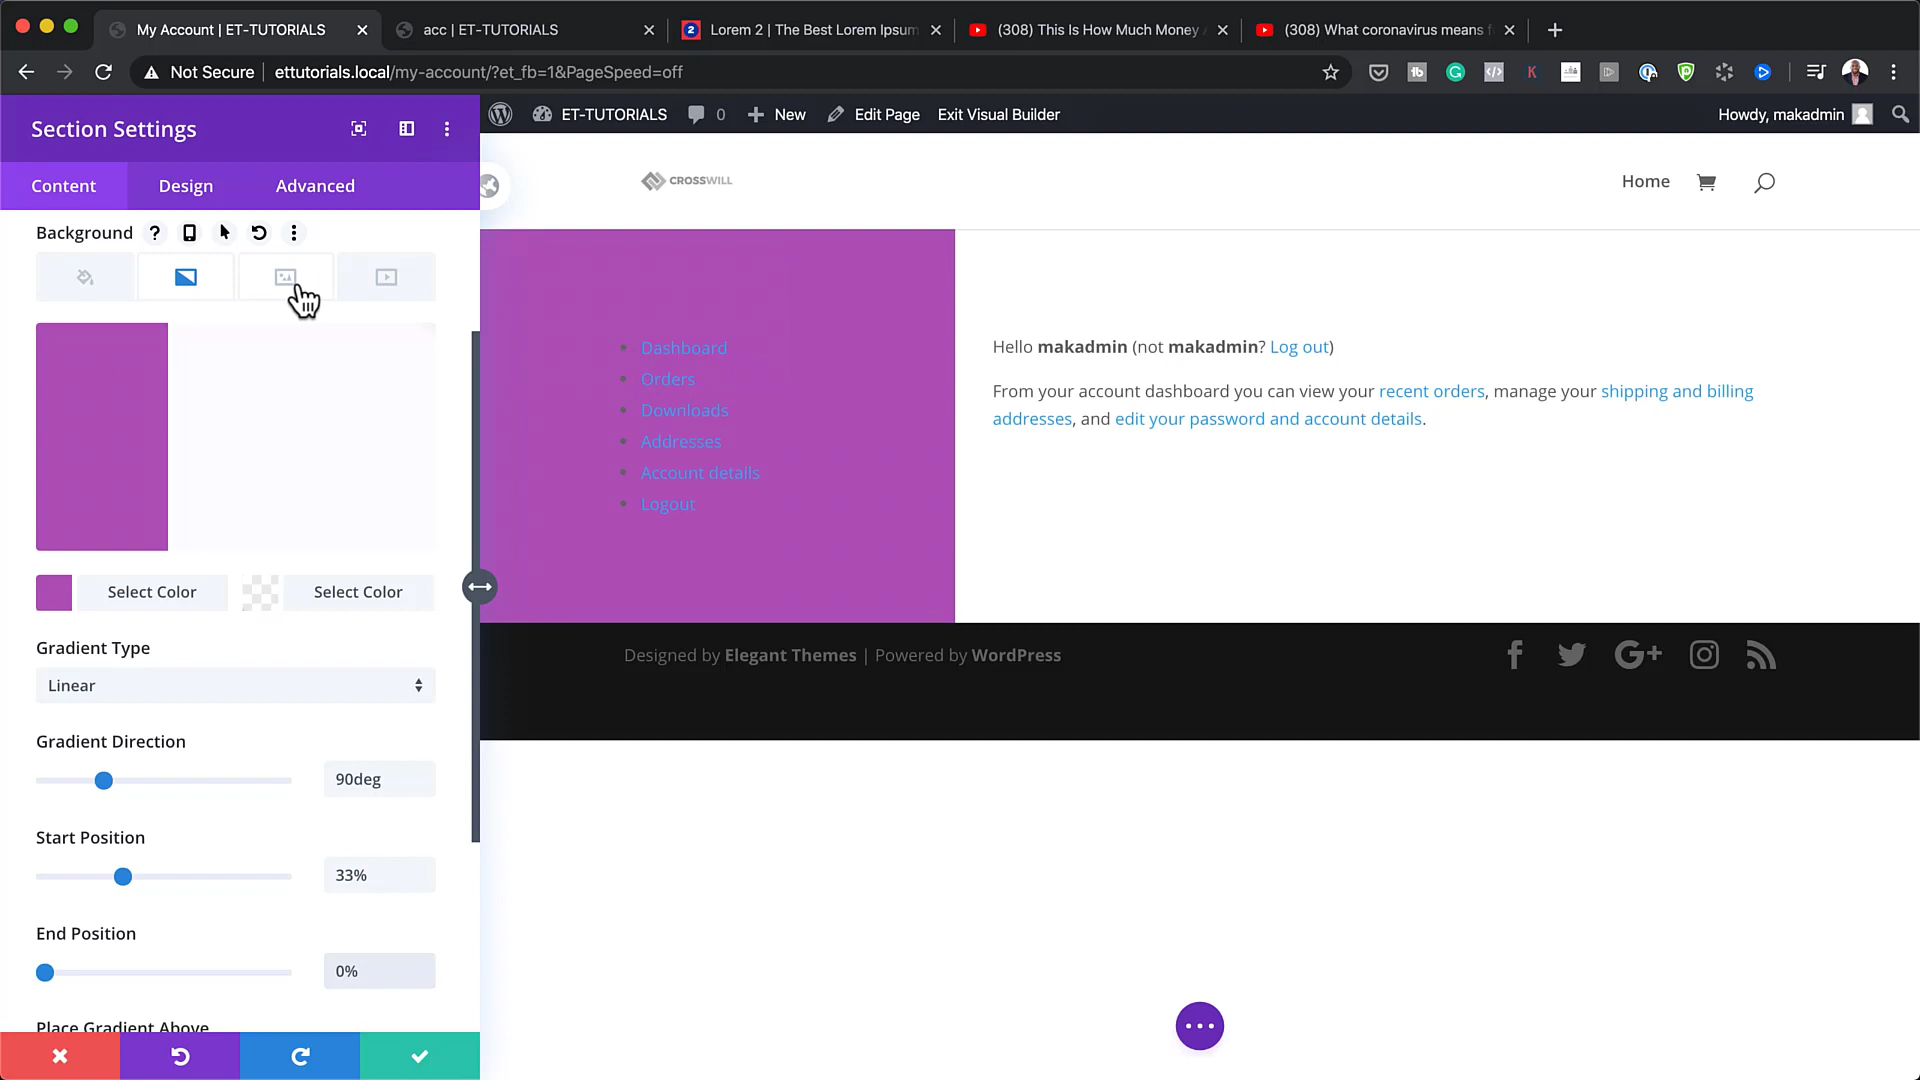 My Account | ET-TUTORIALS
acc | ET-TUTORIALS
2 Lorem 2 | The Best Lorem Ipsum
(308) This Is How Much Money
(308) What coronavirus means
Not Secure
ettutorials.local/my-account/?et_fb=1&PageSpeed=off
Section Settings
ET-TUTORIALS
0
New
Edit Page
Exit Visual Builder
Howdy, makadmin
Content
Design
Advanced
CROSSWILL
Home
Background
Dashboard
Orders
Downloads
Addresses
Account details
Logout
Hello makadmin (not makadmin? Log out)
From your account dashboard you can view your recent orders, manage your shipping and billing
addresses, and edit your password and account details.
Select Color
Select Color
Gradient Type
Linear
Gradient Direction
90deg
Start Position
33%
End Position
0%
Place Gradient Above
Designed by Elegant Themes | Powered by WordPress